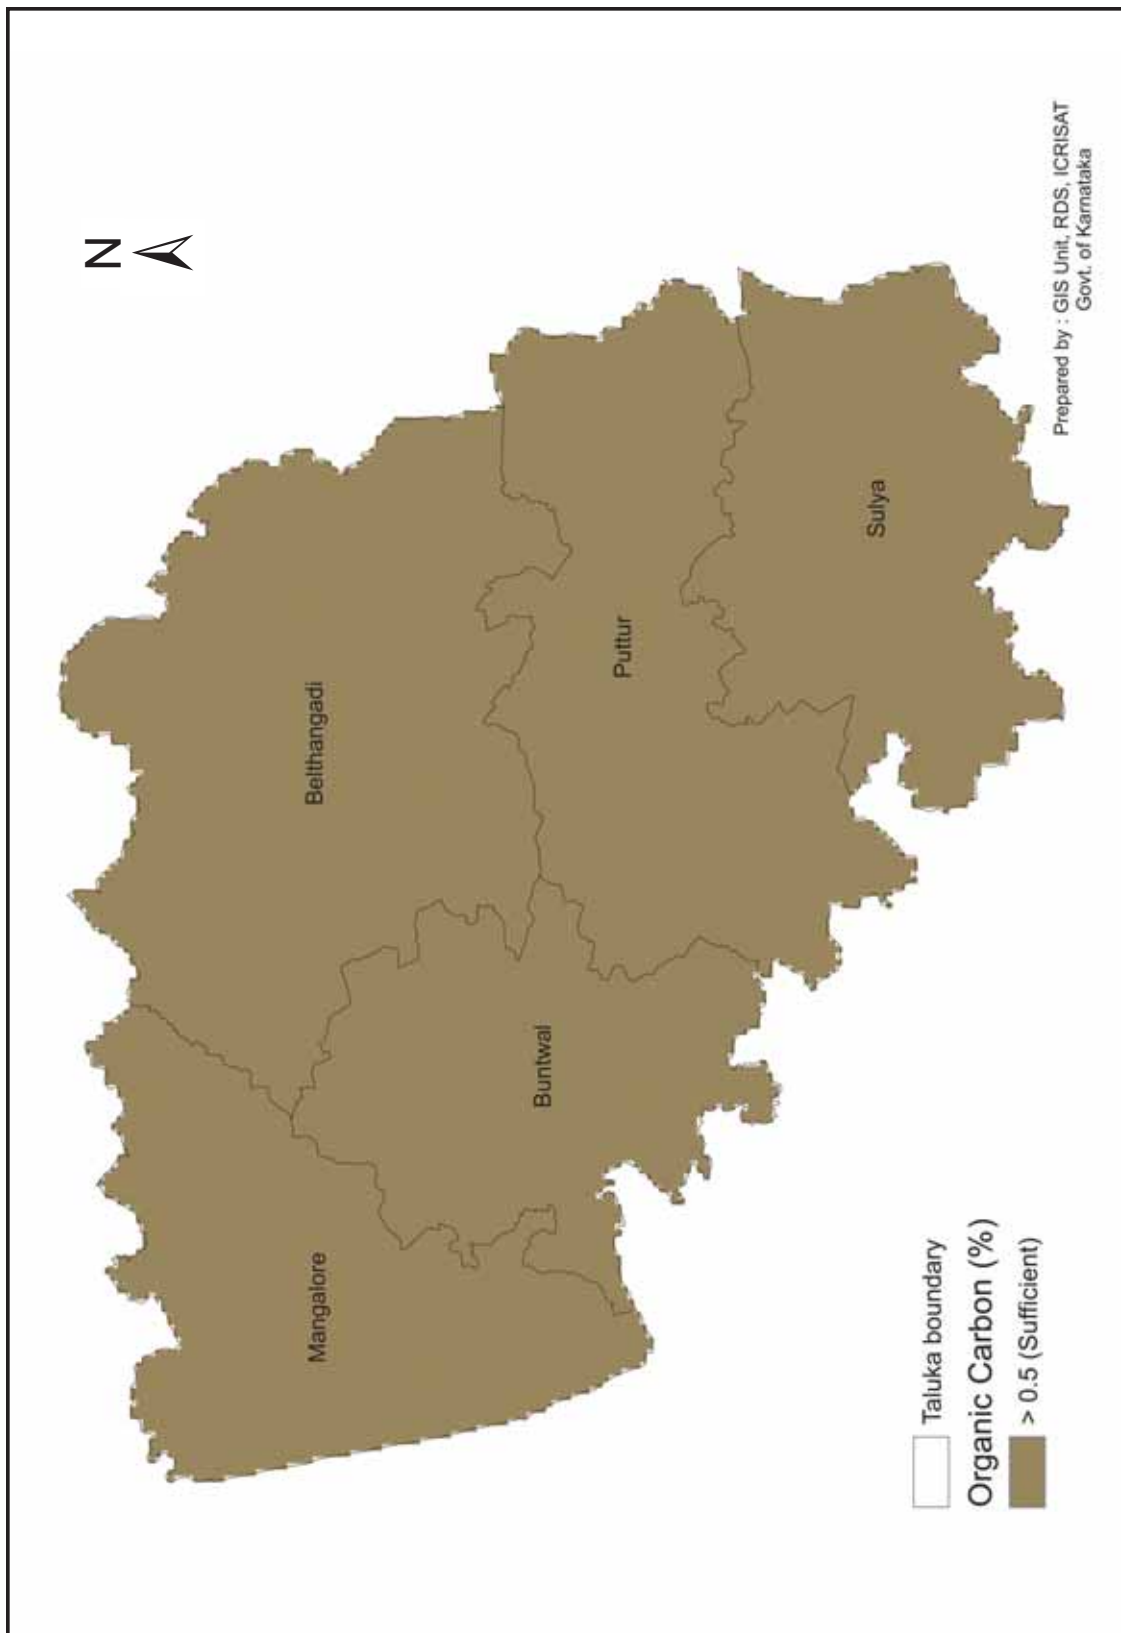 N
Belthangadi
Mangalore
Buntwal
Puttur
Sulya
Taluka boundary
Organic Carbon (%)
> 0.5 (Sufficient)
Prepared by : GIS Unit, RDS, ICRISAT
Govt. of Karnataka